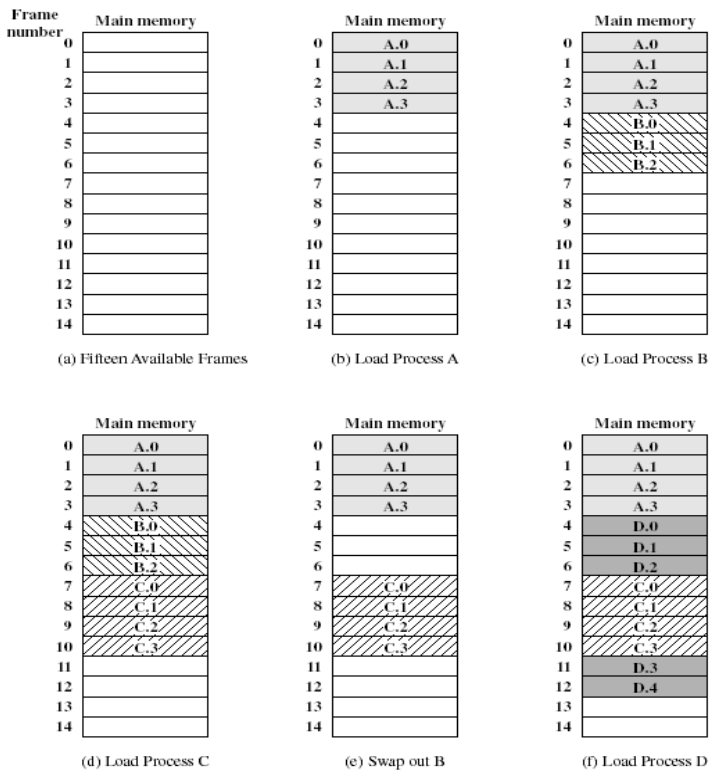 Frame
number
Main memory
0
1
2
3
4
5
6
7
8
9
10
11
12
13
14
(a) Fifteen Available Frames
Main memory
0 A.0
1 A.1
2 A.2
3 A.3
4
5
6
7
8
9
10
11
12
13
14
(b) Load Process A
Main memory
0 A.0
1 A.1
2 A.2
3 A.3
4 B.0
5 B.1
6 B.2
7
8
9
10
11
12
13
14
(c) Load Process B
Main memory
0 A.0
1 A.1
2 A.2
3 A.3
4 B.0
5 B.1
6 B.2
7 C.0
8 C.1
9 C.2
10 C.3
11
12
13
14
(d) Load Process C
Main memory
0 A.0
1 A.1
2 A.2
3 A.3
4
5
6
7 C.0
8 C.1
9 C.2
10 C.3
11
12
13
14
(e) Swap out B
Main memory
0 A.0
1 A.1
2 A.2
3 A.3
4 D.0
5 D.1
6 D.2
7 C.0
8 C.1
9 C.2
10 C.3
11 D.3
12 D.4
13
14
(f) Load Process D